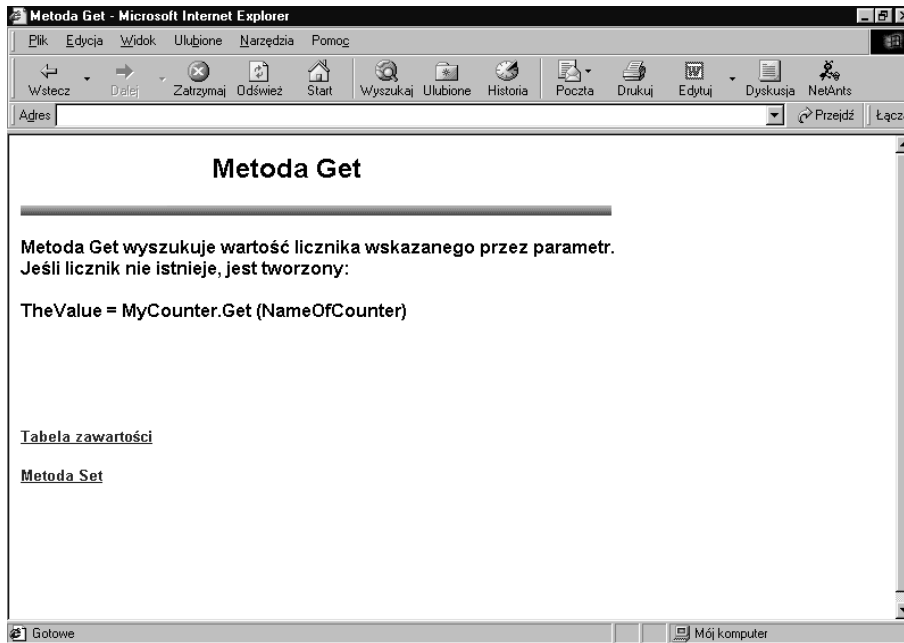 Metoda Get - Microsoft Internet Explorer
Plik Edycja Widok Ulubione Narzędzia Pomoc
Wstecz Dalej Zatrzymaj Odśwież Start Wyszukaj Ulubione Historia Poczta Drukuj Edytuj Dyskusja NetAnts
Adres Przejdź Łącza
Metoda Get
Metoda Get wyszukuje wartość licznika wskazanego przez parametr.
Jeśli licznik nie istnieje, jest tworzony:
TheValue = MyCounter.Get (NameOfCounter)
Tabela zawartości
Metoda Set
Gotowe Mój komputer